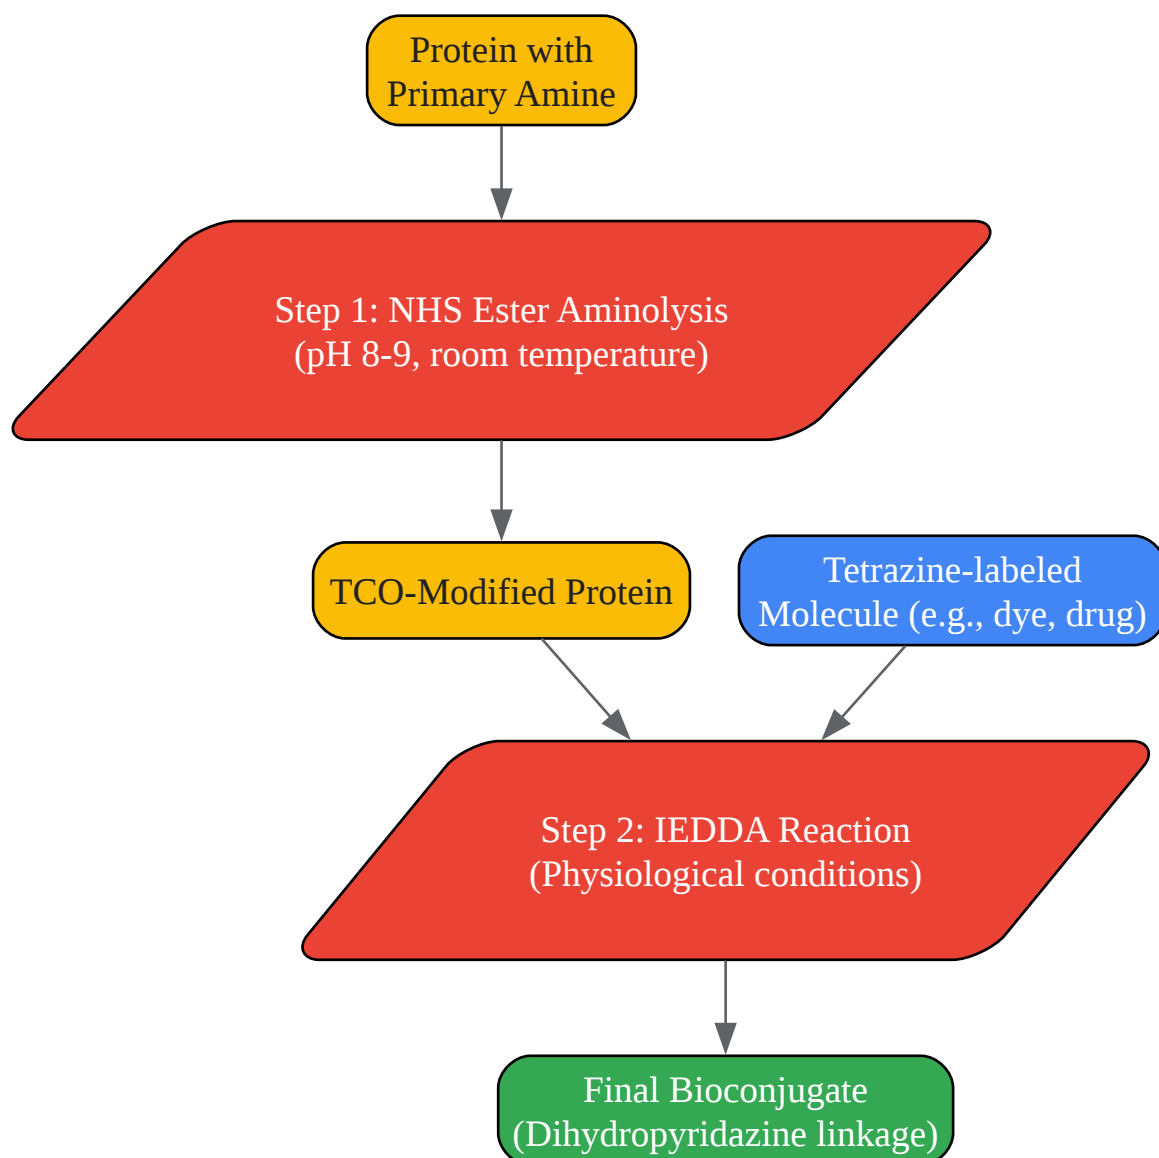 Protein with
Primary Amine
Step 1: NHS Ester Aminolysis
(pH 8-9, room temperature)
TCO-Modified Protein
Tetrazine-labeled
Molecule (e.g., dye, drug)
Step 2: IEDDA Reaction
(Physiological conditions)
Final Bioconjugate
(Dihydropyridazine linkage)